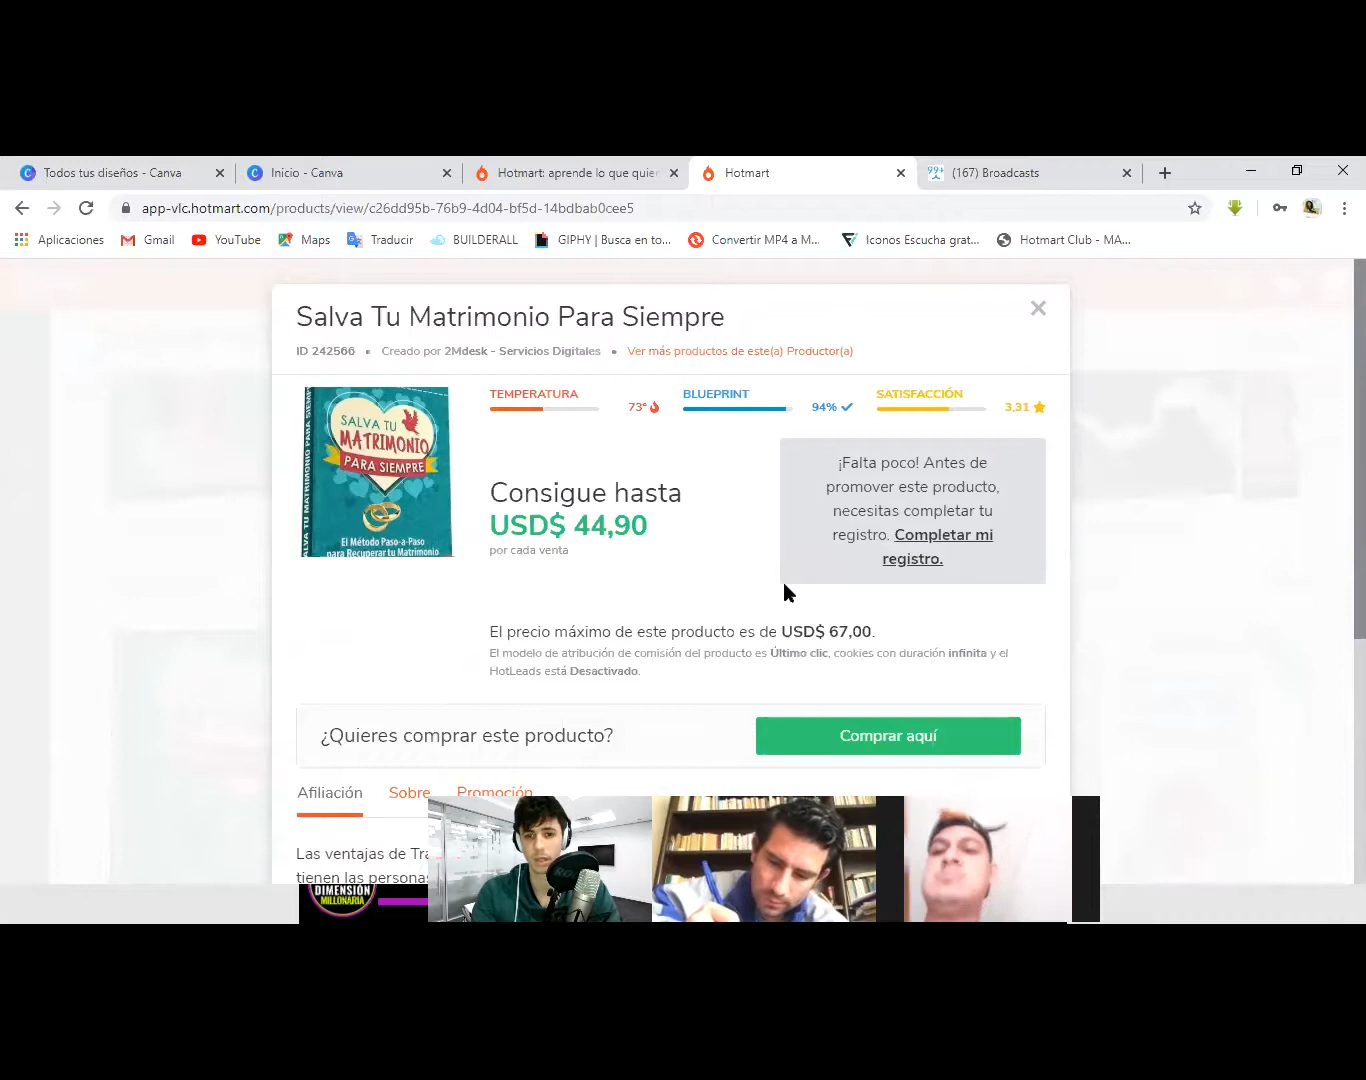 Todos tus diseños - Canva
Inicio - Canva
Hotmart: aprende lo que quier
Hotmart
(167) Broadcasts
app-vlc.hotmart.com/products/view/c26dd95b-76b9-4d04-bf5d-14bdbab0cee5
Aplicaciones
Gmail
YouTube
Maps
Traducir
BUILDERALL
GIPHY | Busca en to...
Convertir MP4 a M...
Iconos Escucha grat...
Hotmart Club - MA...
Salva Tu Matrimonio Para Siempre
ID 242566 • Creado por 2Mdesk - Servicios Digitales • Ver más productos de este(a) Productor(a)
SALVA TU
MATRIMONIO
PARA SIEMPRE
El Método Paso-a-Paso
para Recuperar tu Matrimonio
TEMPERATURA
73°
BLUEPRINT
94%
SATISFACCIÓN
3,31
Consigue hasta
USD$ 44,90
por cada venta
¡Falta poco! Antes de
promover este producto,
necesitas completar tu
registro. Completar mi
registro.
El precio máximo de este producto es de USD$ 67,00.
El modelo de atribución de comisión del producto es Último clic, cookies con duración infinita y el
HotLeads está Desactivado.
¿Quieres comprar este producto?
Comprar aquí
Afiliación
Sobre
Promoción
Las ventajas de Tra
tienen las personas
DIMENSIÓN
MILLONARIA